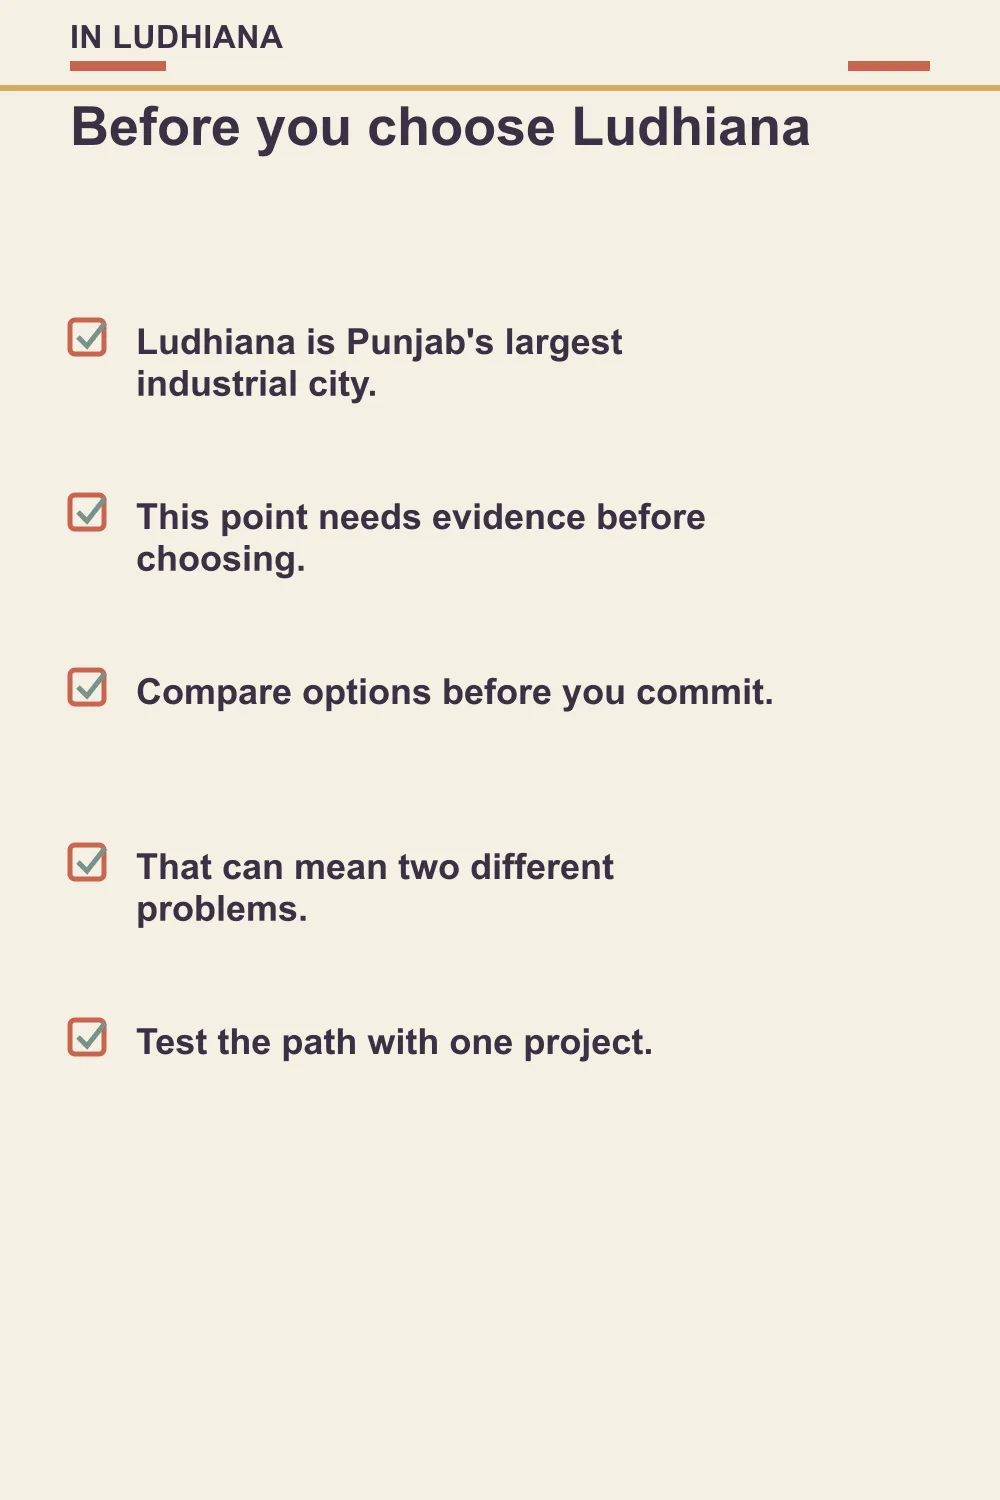 IN LUDHIANA
Before you choose Ludhiana
Ludhiana is Punjab's largest
industrial city.
This point needs evidence before
choosing.
Compare options before you commit.
That can mean two different
problems.
Test the path with one project.